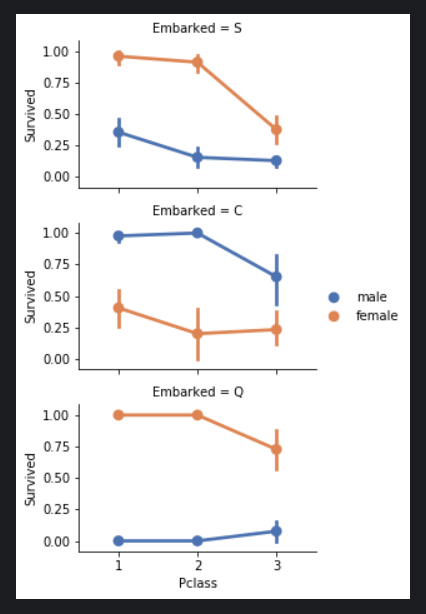 Embarked = S
1.00
0.75
0.50
0.25
0.00
Survived
Embarked = C
1.00
0.75
0.50
0.25
0.00
Survived
male
female
Embarked = Q
1.00
0.75
0.50
0.25
0.00
Survived
1 2 3
Pclass